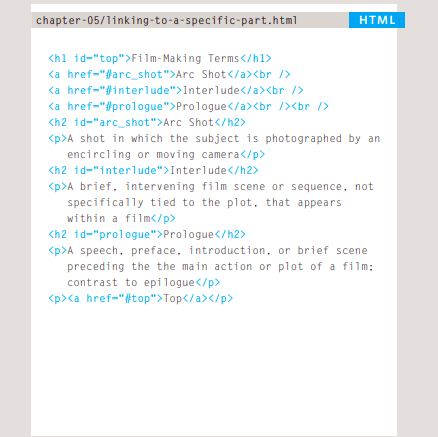 chapter-05/linking-to-a-specific-part.html HTML
<h1 id="top">Film-Making Terms</h1>
<a href="#arc_shot">Arc Shot</a><br />
<a href="#interlude">Interlude</a><br />
<a href="#prologue">Prologue</a><br /><br />
<h2 id="arc_shot">Arc Shot</h2>
<p>A shot in which the subject is photographed by an
encircling or moving camera</p>
<h2 id="interlude">Interlude</h2>
<p>A brief, intervening film scene or sequence, not
specifically tied to the plot, that appears
within a film</p>
<h2 id="prologue">Prologue</h2>
<p>A speech, preface, introduction, or brief scene
preceding the the main action or plot of a film;
contrast to epilogue</p>
<p><a href="#top">Top</a></p>